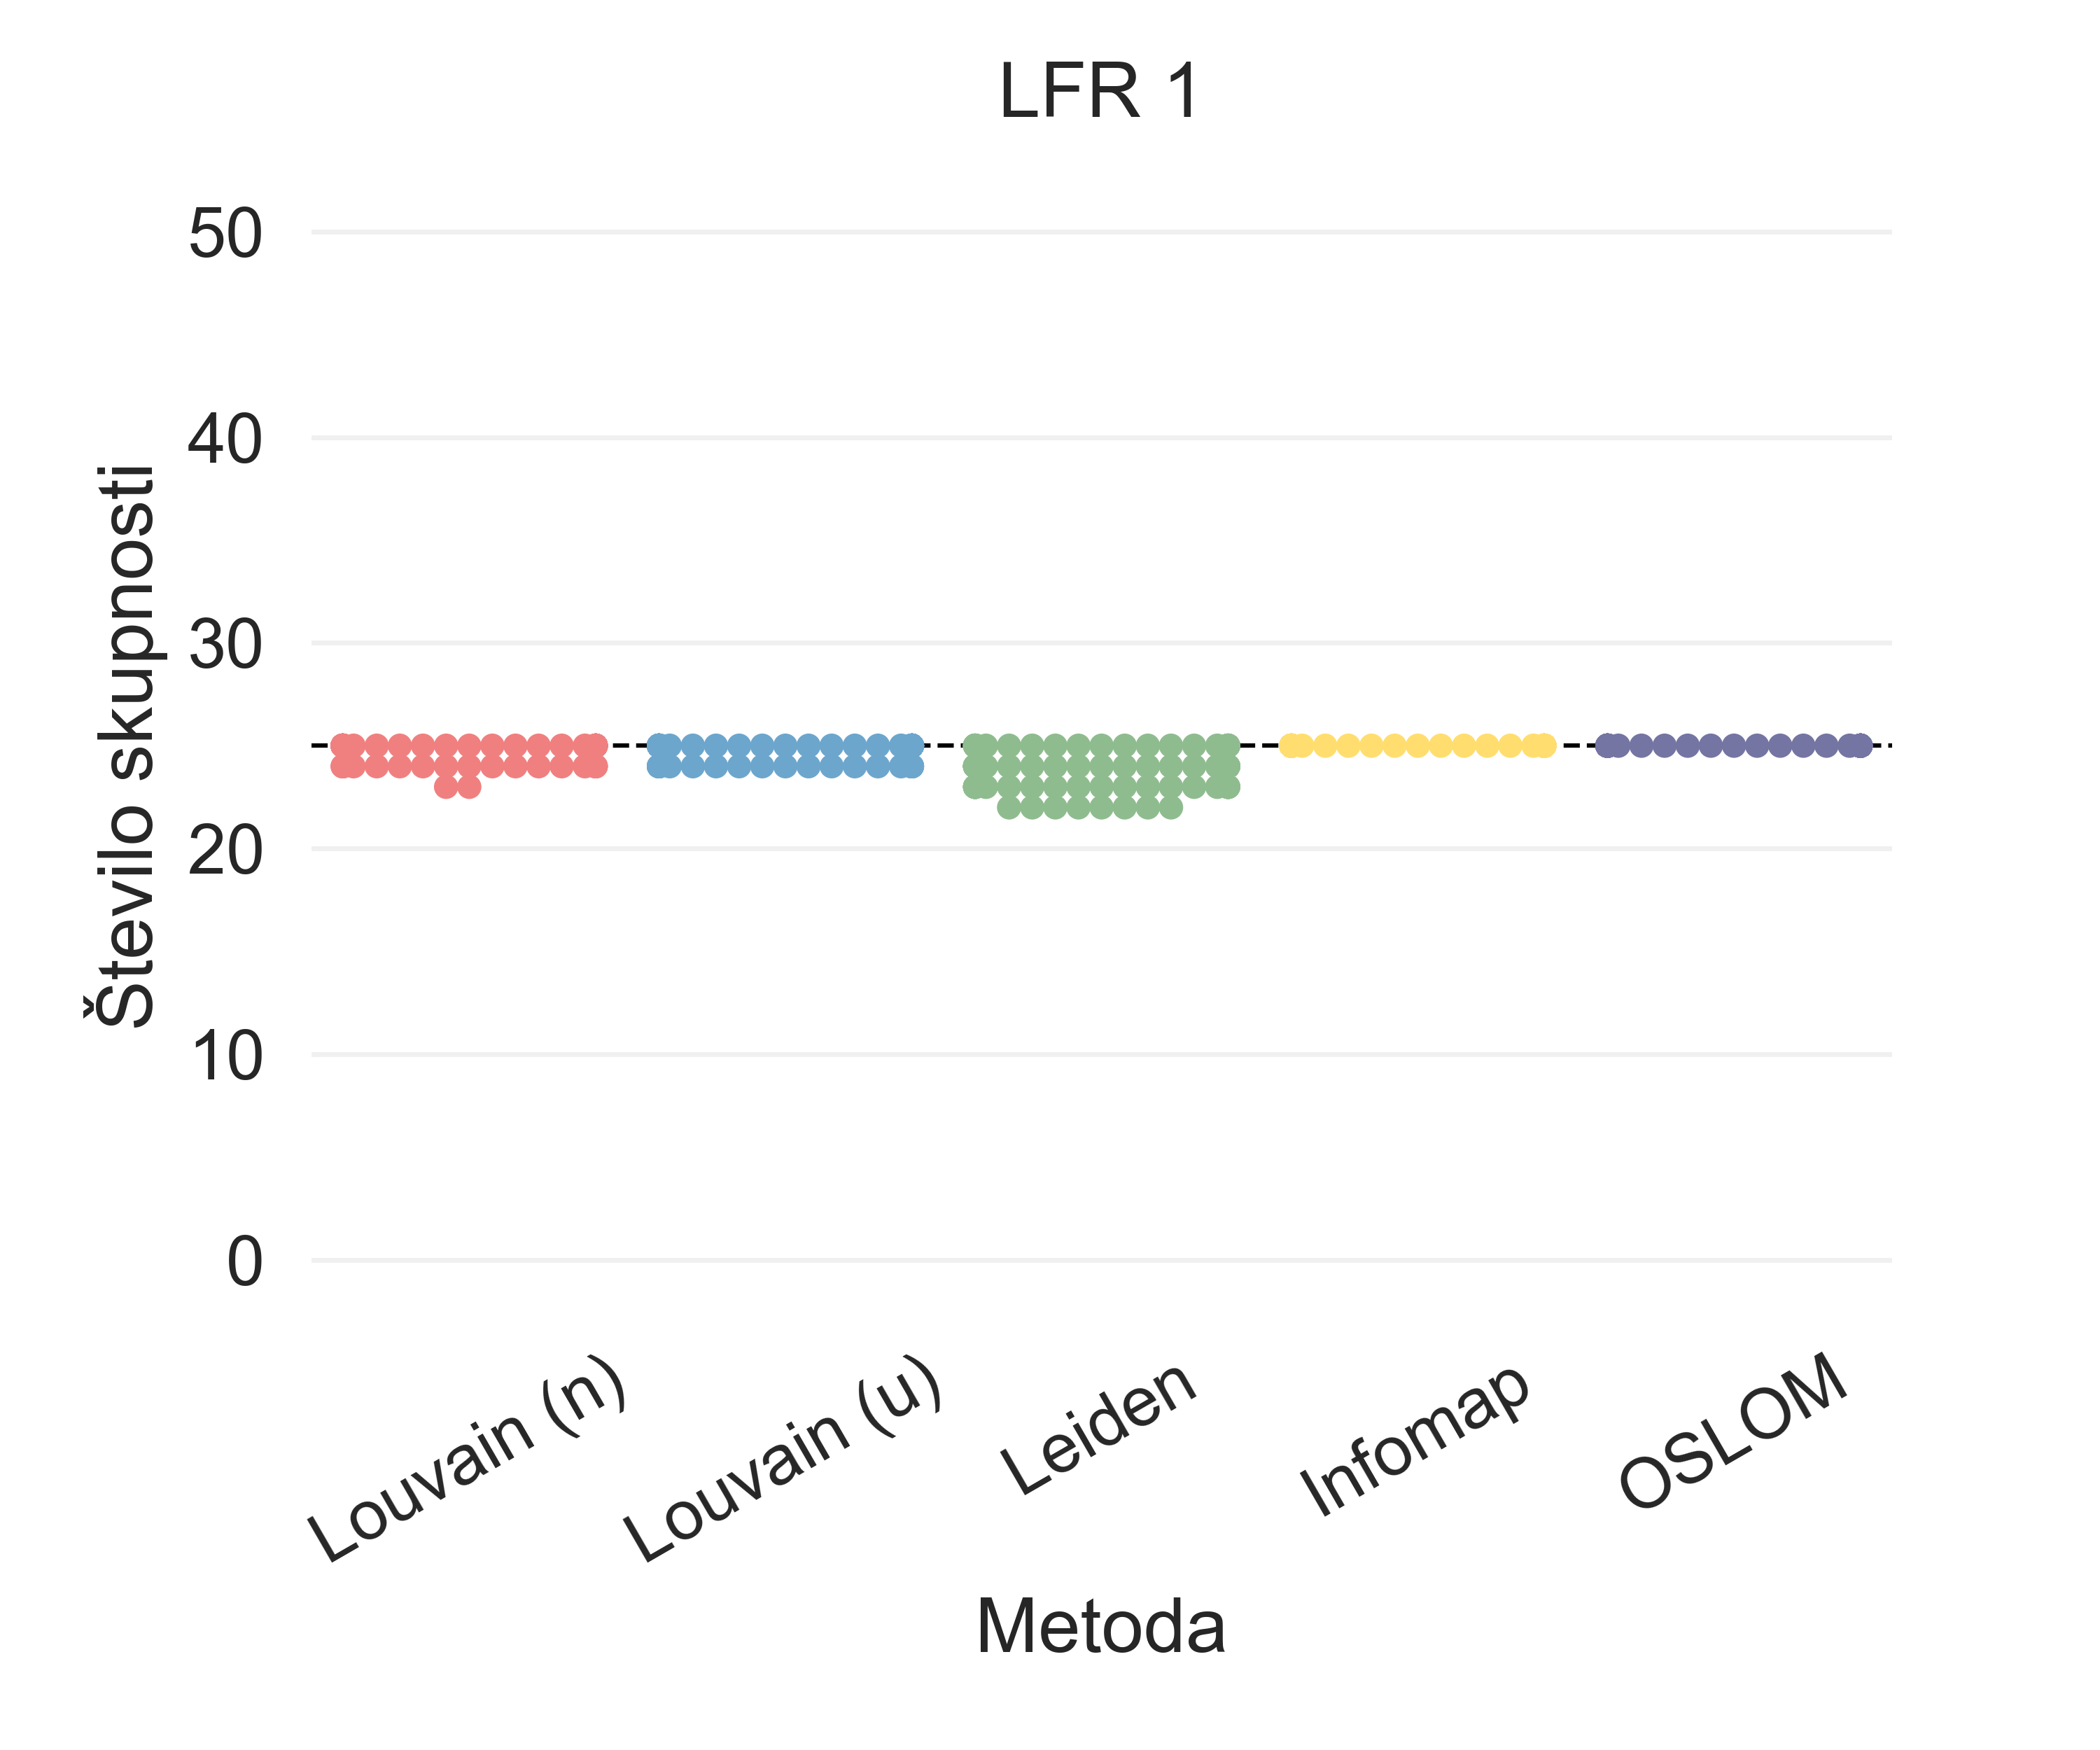 LFR 1
50
40
30
20
10
0
Število skupnosti
Louvain (n)
Louvain (u)
Leiden
Infomap
OSLOM
Metoda